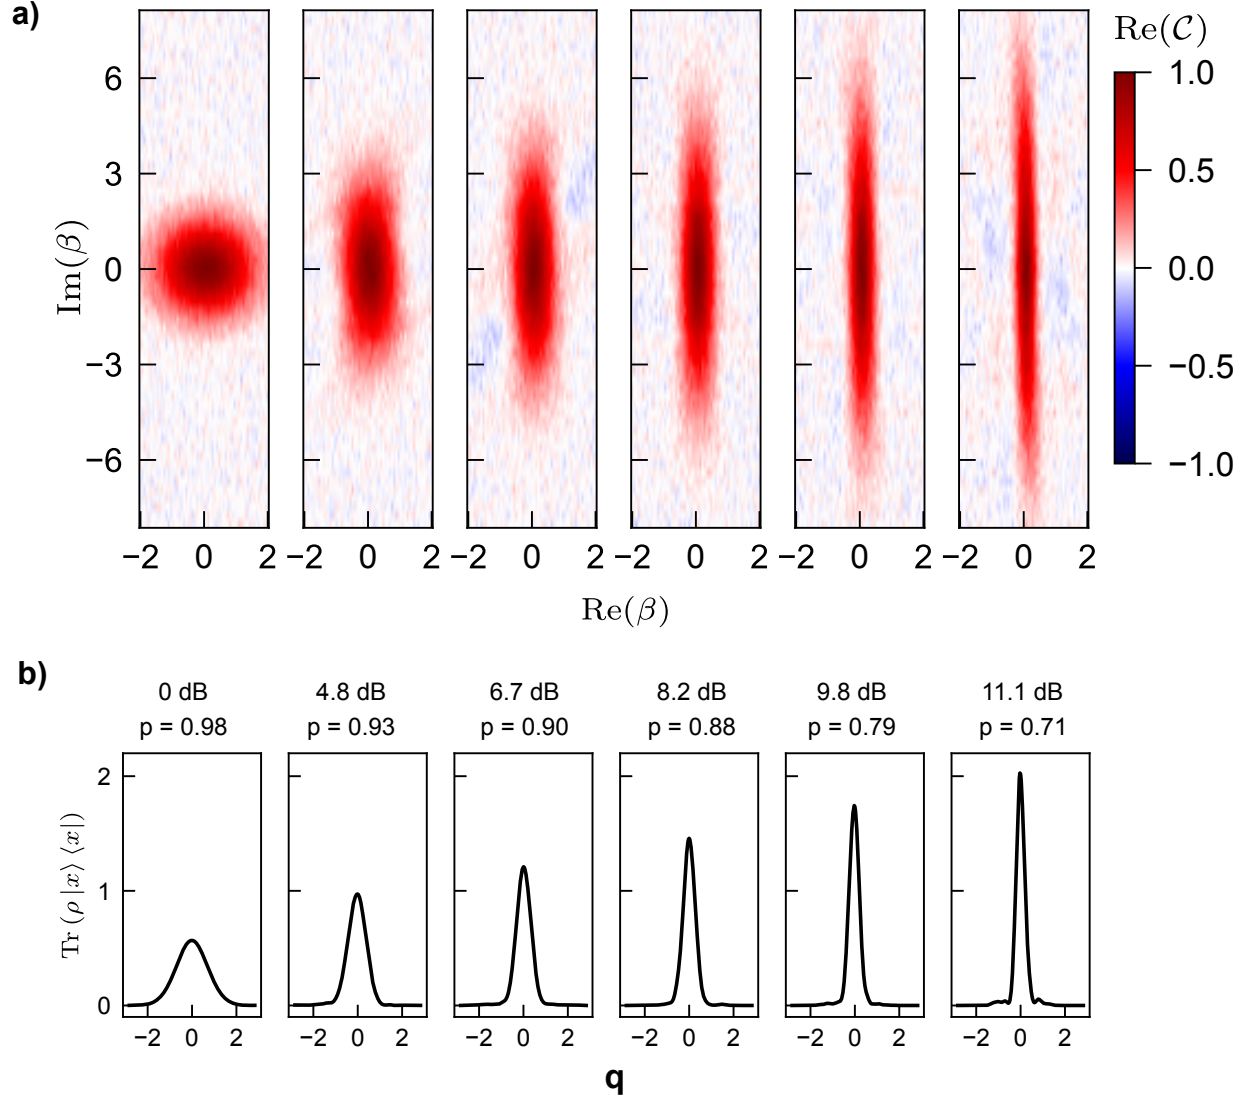 a)
Re(𝒞)
6
3
0
−3
−6
Im(β)
1.0
0.5
0.0
−0.5
−1.0
−2 0 2 −2 0 2 −2 0 2 −2 0 2 −2 0 2 −2 0 2
Re(β)
b)
0 dB 4.8 dB 6.7 dB 8.2 dB 9.8 dB 11.1 dB
p = 0.98 p = 0.93 p = 0.90 p = 0.88 p = 0.79 p = 0.71
2
1
0
Tr (ρ |x⟩ ⟨x|)
−2 0 2 −2 0 2 −2 0 2 −2 0 2 −2 0 2 −2 0 2
q